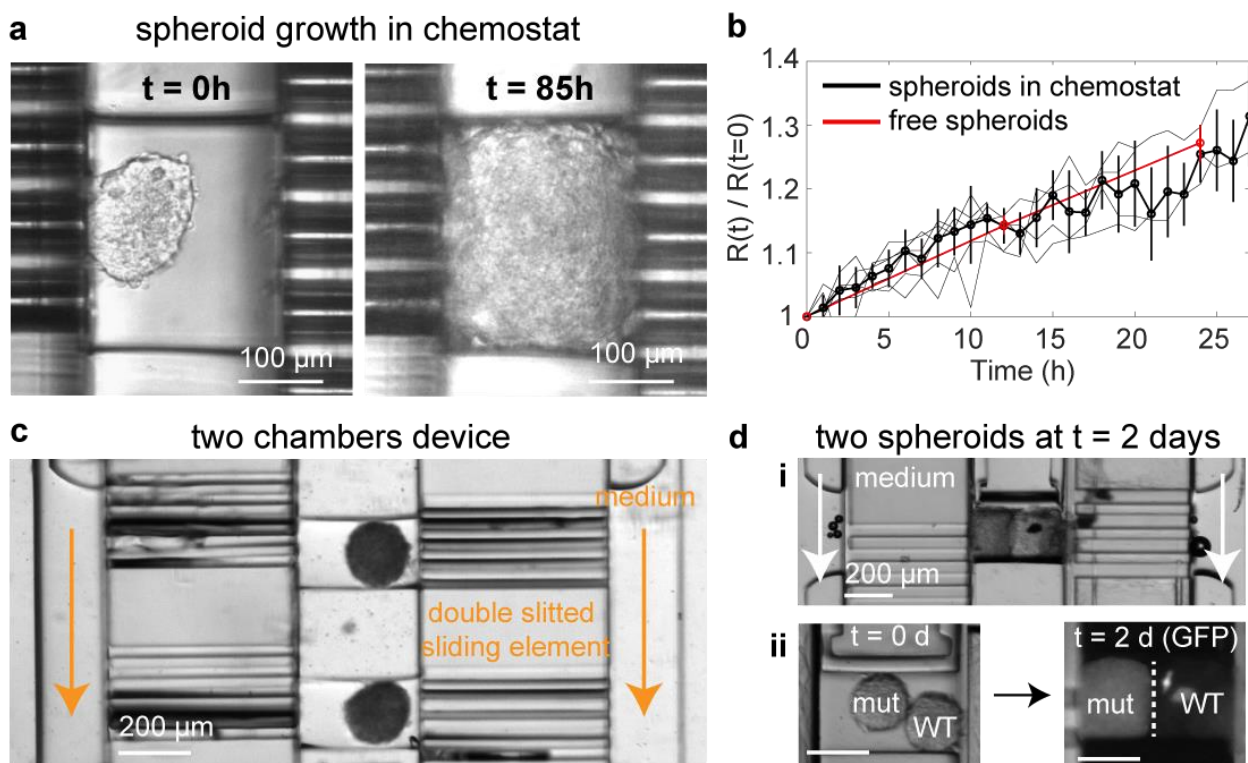 a
spheroid growth in chemostat
t = 0h
100 µm
t = 85h
100 µm
b
R(t) / R(t=0)
1.4
1.3
1.2
1.1
1
spheroids in chemostat
free spheroids
0
5
10
15
20
25
Time (h)
c
two chambers device
medium
double slitted
sliding element
200 µm
d
two spheroids at t = 2 days
i
medium
200 µm
ii
t = 0 d
mut
WT
t = 2 d (GFP)
mut
WT